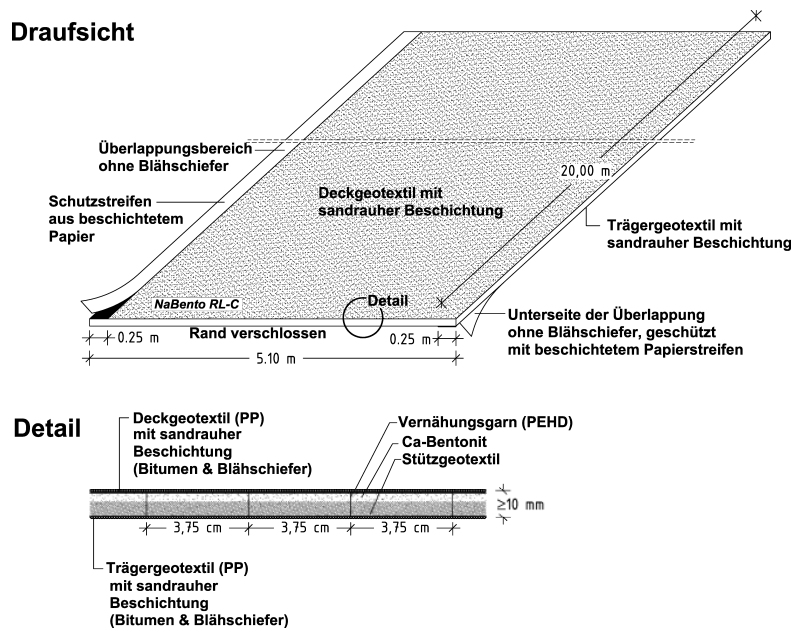 Draufsicht
Überlappungsbereich
ohne Blähschiefer
20,00 m
Schutzstreifen
aus beschichtetem
Papier
Deckgeotextil mit
sandrauher Beschichtung
Trägergeotextil mit
sandrauher Beschichtung
NaBento RL-C
Detail
Unterseite der Überlappung
ohne Blähschiefer, geschützt
mit beschichtetem Papierstreifen
0.25 m
Rand verschlossen
0.25 m
5.10 m
Detail
Deckgeotextil (PP)
mit sandrauher
Beschichtung
(Bitumen & Blähschiefer)
Vernähungsgarn (PEHD)
Ca-Bentonit
Stützgeotextil
≥10 mm
3,75 cm
3,75 cm
3,75 cm
Trägergeotextil (PP)
mit sandrauher
Beschichtung
(Bitumen & Blähschiefer)